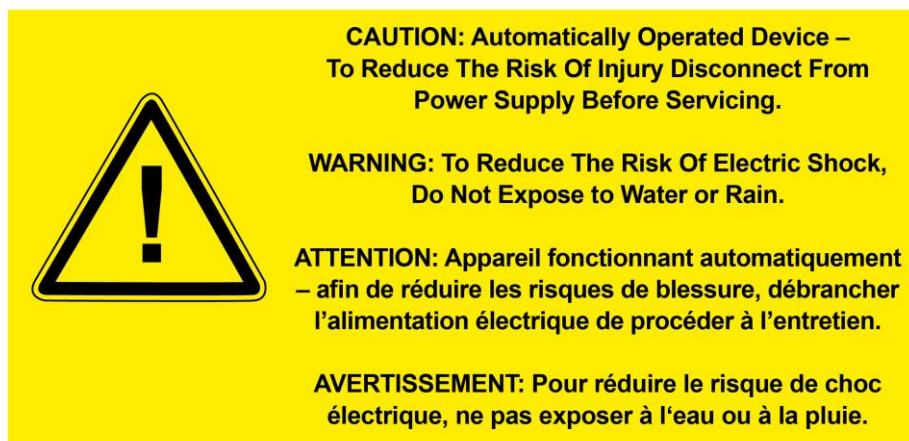 CAUTION: Automatically Operated Device –
To Reduce The Risk Of Injury Disconnect From
Power Supply Before Servicing.
WARNING: To Reduce The Risk Of Electric Shock,
Do Not Expose to Water or Rain.
ATTENTION: Appareil fonctionnant automatiquement
– afin de réduire les risques de blessure, débrancher
l’alimentation électrique de procéder à l’entretien.
AVERTISSEMENT: Pour réduire le risque de choc
électrique, ne pas exposer à l‘eau ou à la pluie.